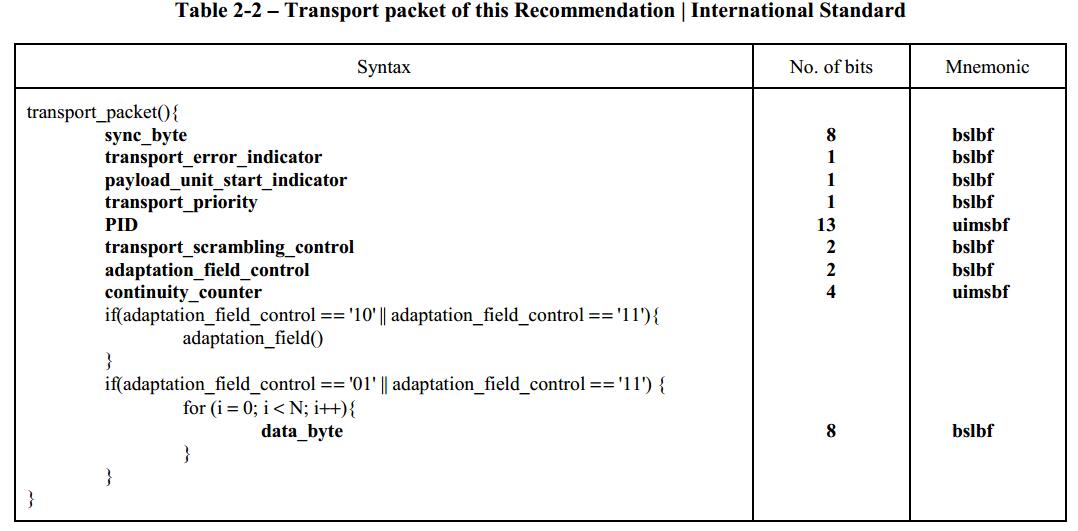 Table 2-2 – Transport packet of this Recommendation | International Standard
Syntax No. of bits Mnemonic
transport_packet(){
sync_byte 8 bslbf
transport_error_indicator 1 bslbf
payload_unit_start_indicator 1 bslbf
transport_priority 1 bslbf
PID 13 uimsbf
transport_scrambling_control 2 bslbf
adaptation_field_control 2 bslbf
continuity_counter 4 uimsbf
if(adaptation_field_control == '10' || adaptation_field_control == '11'){
adaptation_field()
}
if(adaptation_field_control == '01' || adaptation_field_control == '11') {
for (i = 0; i < N; i++){
data_byte 8 bslbf
}
}
}